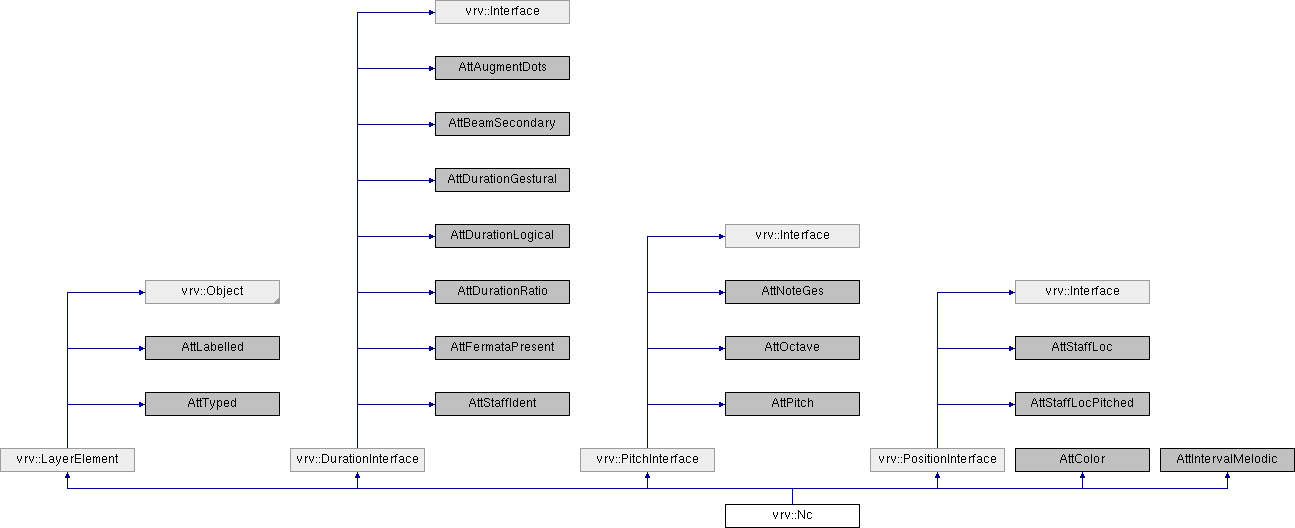 vrv::Interface
AttAugmentDots
AttBeamSecondary
AttDurationGestural
AttDurationLogical
vrv::Interface
vrv::Object
AttDurationRatio
AttNoteGes
vrv::Interface
AttLabelled
AttFermataPresent
AttOctave
AttStaffLoc
AttTyped
AttStaffIdent
AttPitch
AttStaffLocPitched
vrv::LayerElement
vrv::DurationInterface
vrv::PitchInterface
vrv::PositionInterface
AttColor
AttIntervalMelodic
vrv::Nc